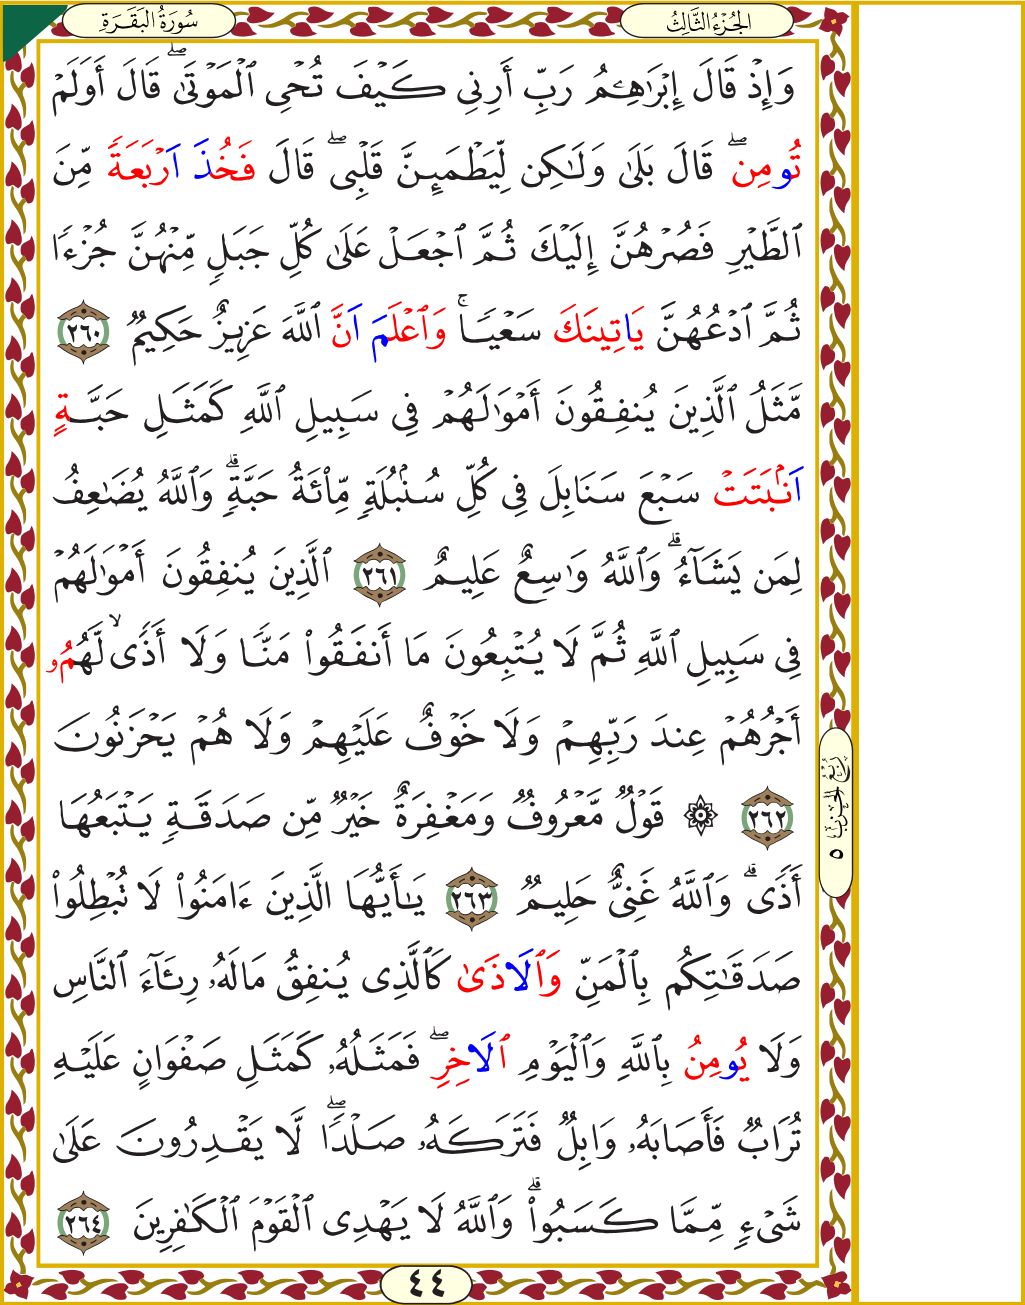 سُورَةُ الْبَقَرَةِ
الْجُزْءُ الثَّالِثُ
وَإِذْ قَالَ إِبْرَٰهِـۧمُ رَبِّ أَرِنِى كَيْفَ تُحْىِ ٱلْمَوْتَىٰۖ قَالَ أَوَلَمْ
تُومِنۖ قَالَ بَلَىٰ وَلَٰكِن لِّيَطْمَئِنَّ قَلْبِىۖ قَالَ فَخُذَ اَرْبَعَةً مِّنَ
ٱلطَّيْرِ فَصُرْهُنَّ إِلَيْكَ ثُمَّ ٱجْعَلْ عَلَىٰ كُلِّ جَبَلٍ مِّنْهُنَّ جُزْءًا
ثُمَّ ٱدْعُهُنَّ يَاتِينَكَ سَعْيًاۚ وَٱعْلَمَ اَنَّ ٱللَّهَ عَزِيزٌ حَكِيمٌ ٢٦٠
مَّثَلُ ٱلَّذِينَ يُنفِقُونَ أَمْوَٰلَهُمْ فِى سَبِيلِ ٱللَّهِ كَمَثَلِ حَبَّةٍ
اَنۢبَتَتْ سَبْعَ سَنَابِلَ فِى كُلِّ سُنۢبُلَةٍ مِّا۟ئَةُ حَبَّةٍۗ وَٱللَّهُ يُضَٰعِفُ
لِمَن يَشَآءُۗ وَٱللَّهُ وَٰسِعٌ عَلِيمٌ ٢٦١ ٱلَّذِينَ يُنفِقُونَ أَمْوَٰلَهُمْ
فِى سَبِيلِ ٱللَّهِ ثُمَّ لَا يُتْبِعُونَ مَا أَنفَقُوا۟ مَنًّا وَلَا أَذًىۙ لَّهُمُۥ
أَجْرُهُمْ عِندَ رَبِّهِمْ وَلَا خَوْفٌ عَلَيْهِمْ وَلَا هُمْ يَحْزَنُونَ
٢٦٢ ۞ قَوْلٌ مَّعْرُوفٌ وَمَغْفِرَةٌ خَيْرٌ مِّن صَدَقَةٍ يَتْبَعُهَا
أَذًىۗ وَٱللَّهُ غَنِىٌّ حَلِيمٌ ٢٦٣ يَٰأَيُّهَا ٱلَّذِينَ ءَامَنُوا۟ لَا تُبْطِلُوا۟
صَدَقَٰتِكُم بِٱلْمَنِّ وَٱلَاذَىٰ كَٱلَّذِى يُنفِقُ مَالَهُۥ رِئَآءَ ٱلنَّاسِ
وَلَا يُومِنُ بِٱللَّهِ وَٱلْيَوْمِ ٱلَاخِرِۖ فَمَثَلُهُۥ كَمَثَلِ صَفْوَانٍ عَلَيْهِ
تُرَابٌ فَأَصَابَهُۥ وَابِلٌ فَتَرَكَهُۥ صَلْدًاۖ لَّا يَقْدِرُونَ عَلَىٰ
شَىْءٍ مِّمَّا كَسَبُوا۟ۗ وَٱللَّهُ لَا يَهْدِى ٱلْقَوْمَ ٱلْكَٰفِرِينَ ٢٦٤
رُبْعُ الْحِزْبِ ٥
٤٤